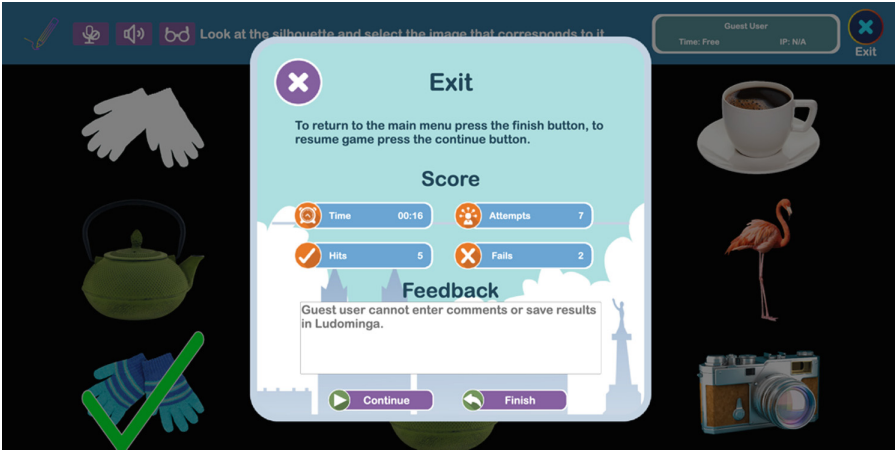 Look at the silhouette and select the image that corresponds to it
Guest User
Time: Free IP: N/A
Exit
Exit
To return to the main menu press the finish button, to
resume game press the continue button.
Score
Time 00:16 Attempts 7
Hits 5 Fails 2
Feedback
Guest user cannot enter comments or save results
in Ludominga.
Continue Finish